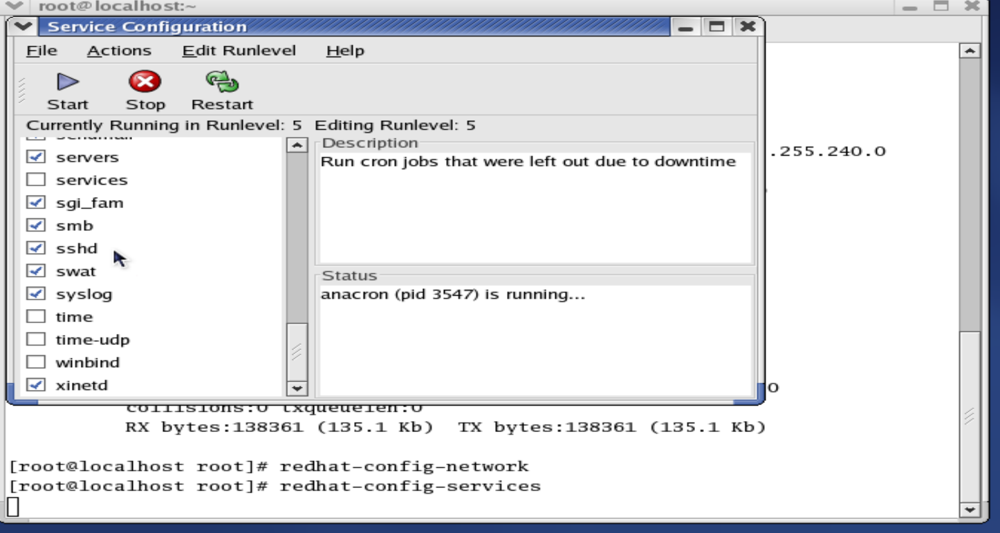 root@localhost:~
Service Configuration
File Actions Edit Runlevel Help
Start Stop Restart
Currently Running in Runlevel: 5 Editing Runlevel: 5
servers
services
sgi_fam
smb
sshd
swat
syslog
time
time-udp
winbind
xinetd
Description
Run cron jobs that were left out due to downtime
Status
anacron (pid 3547) is running...
.255.240.0
0
collisions:0 txqueuelen:0
RX bytes:138361 (135.1 Kb) TX bytes:138361 (135.1 Kb)
[root@localhost root]# redhat-config-network
[root@localhost root]# redhat-config-services